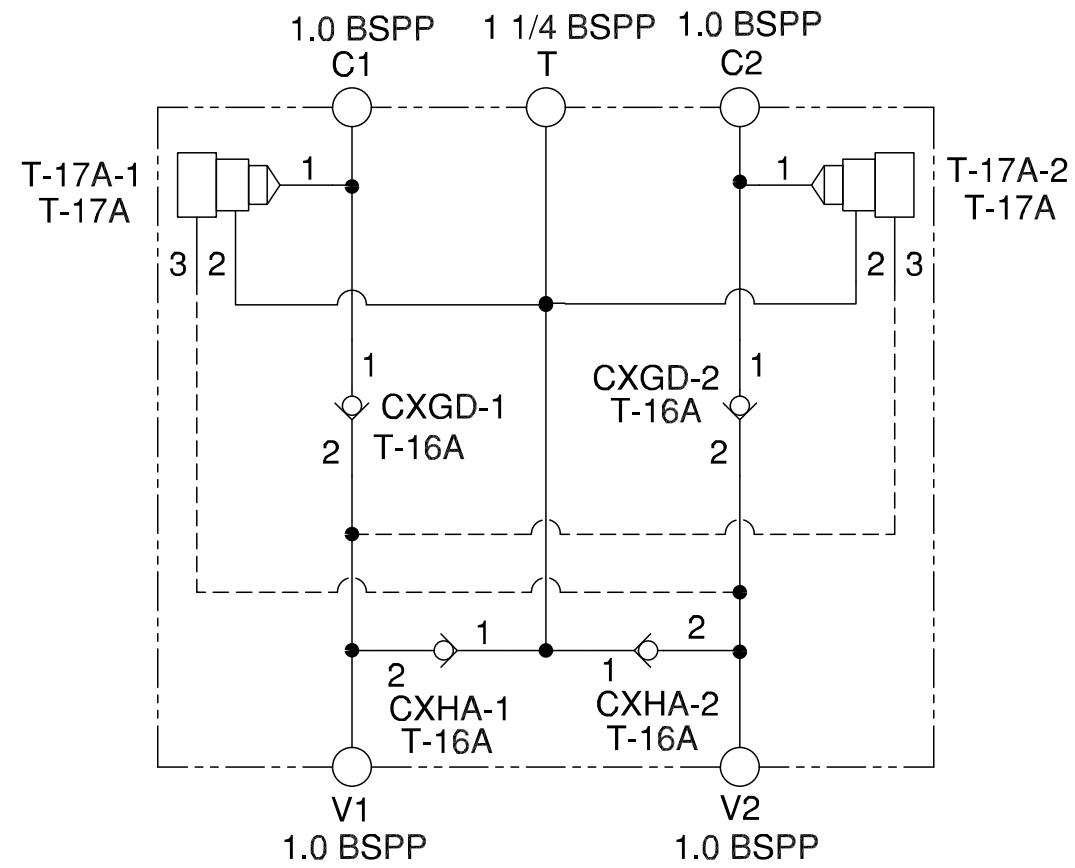 1.0 BSPP
1 1/4 BSPP
1.0 BSPP
C1
T
C2
T-17A-1
T-17A
1
1
T-17A-2
T-17A
3
2
2
3
1
1
CXGD-1
T-16A
CXGD-2
T-16A
2
2
1
2
2
1
CXHA-1
T-16A
CXHA-2
T-16A
V1
1.0 BSPP
V2
1.0 BSPP